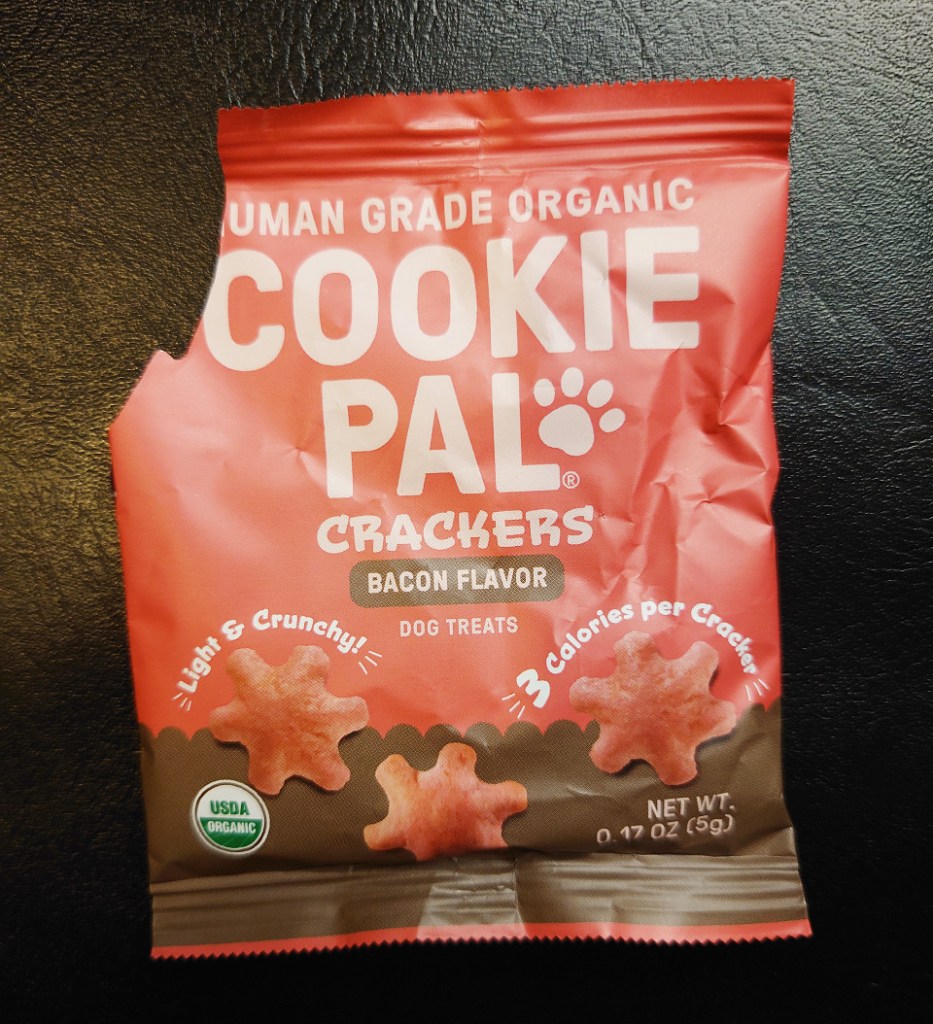 UMAN GRADE ORGANIC
COOKIE
PAL®
CRACKERS
BACON FLAVOR
DOG TREATS
Light & Crunchy!
3 Calories per Cracker
USDA
ORGANIC
NET WT.
0.17 OZ (5g)